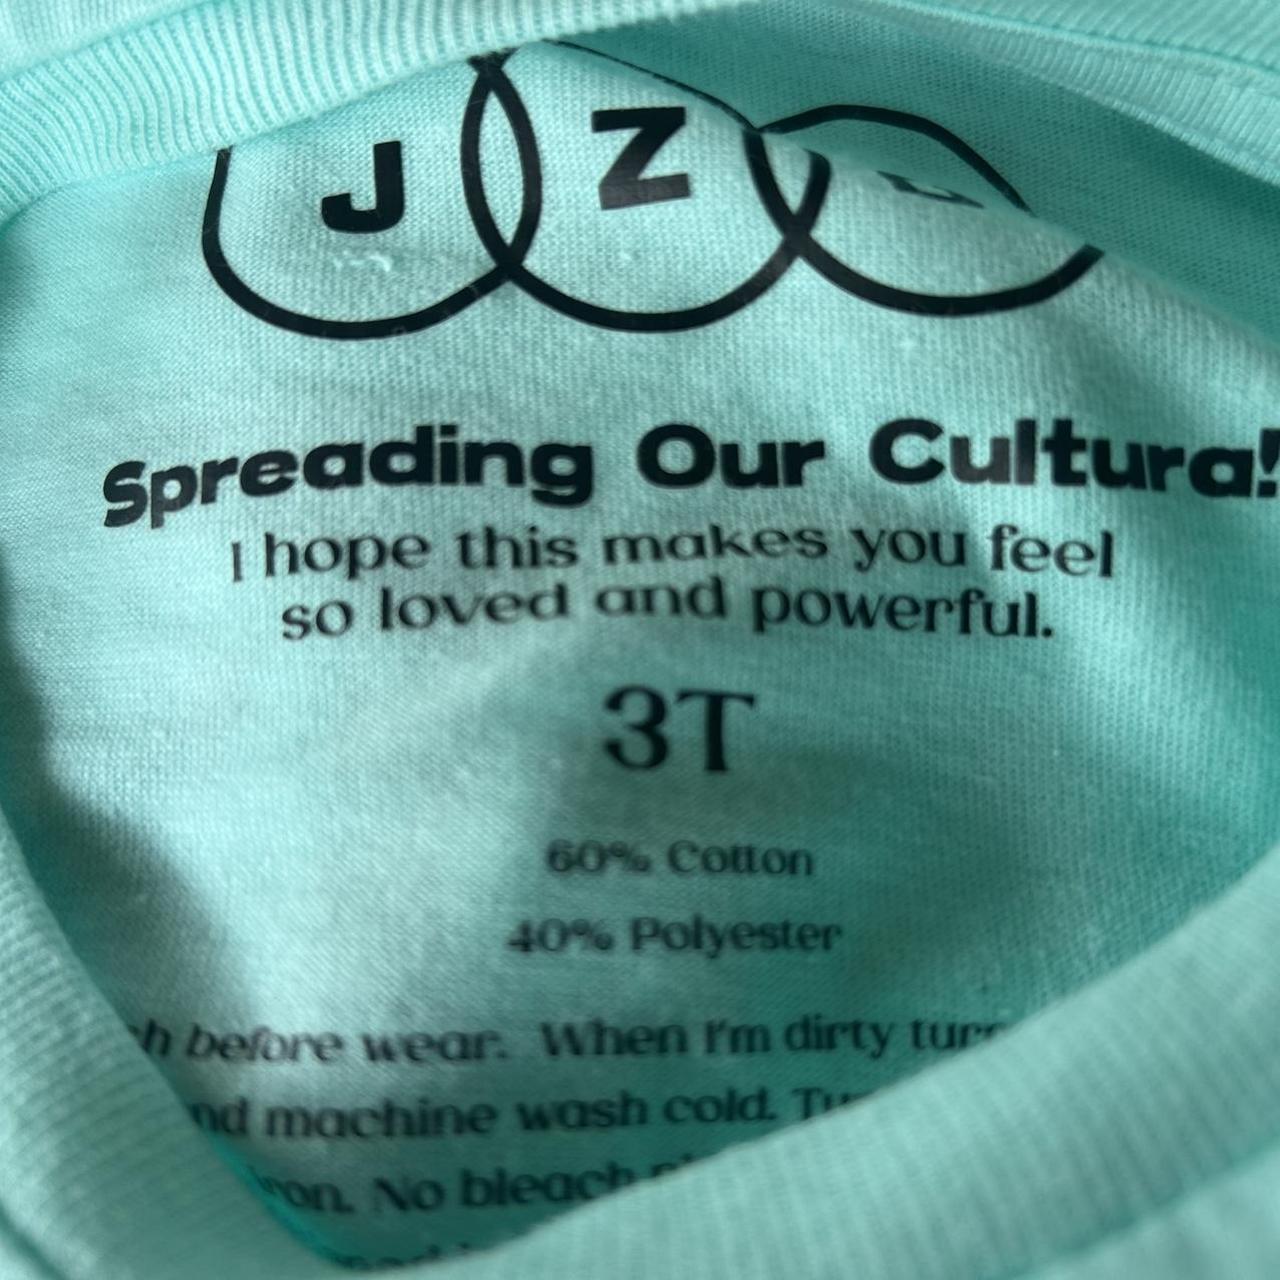 J Z
Spreading Our Cultura!
I hope this makes you feel
so loved and powerful.
3T
60% Cotton
40% Polyester
before wear. When I'm dirty
machine wash cold.
No bleach